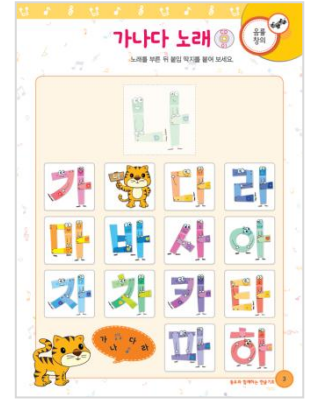 음률
창의
가나다 노래
노래를 부른 뒤 붙임 딱지를 붙여 보세요.
나
가 다 라
마 바 사 아
자 차 카 타
파 하
가 나 다 라
3